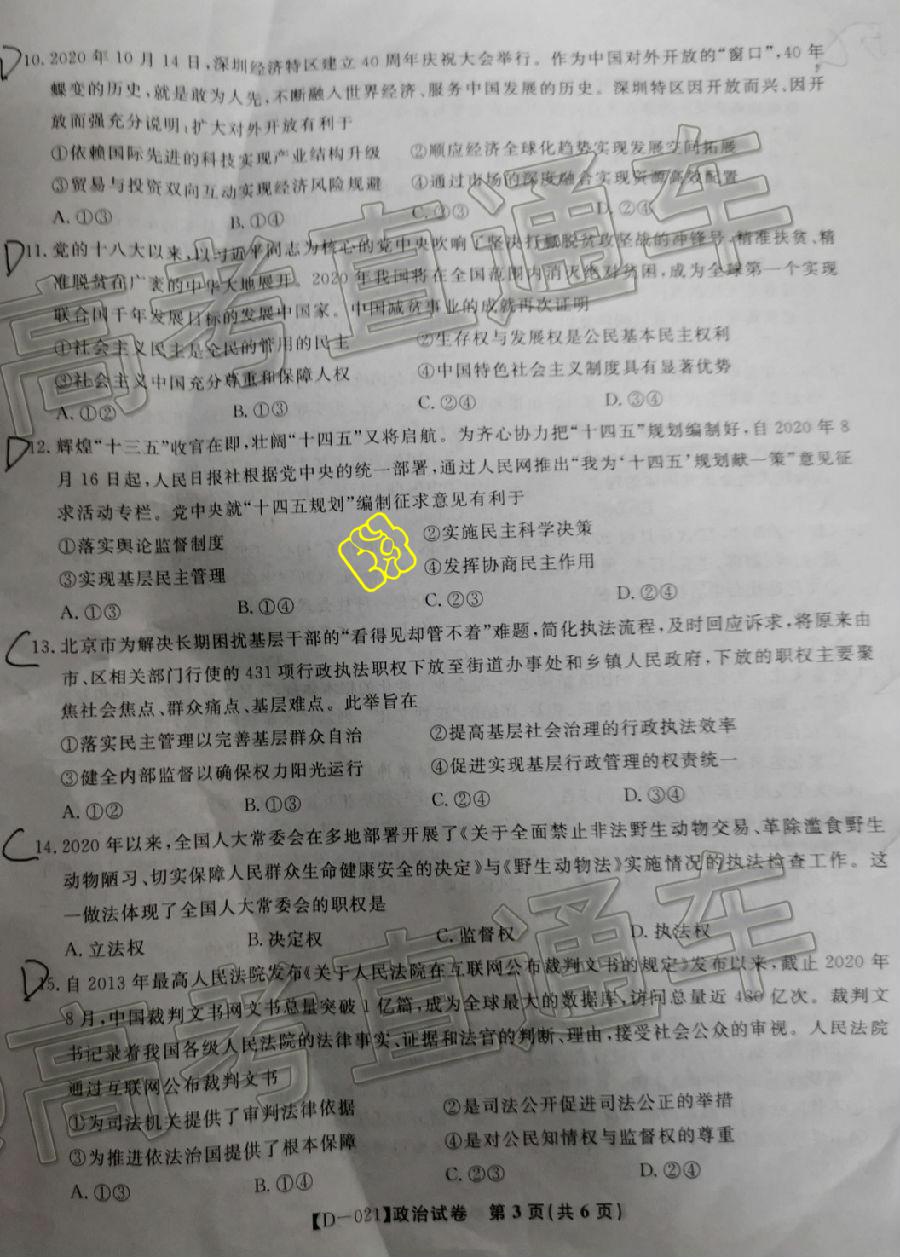 D10. 2020 年 10 月 14 日，深圳经济特区建立 40 周年庆祝大会举行。作为中国对外开放的“窗口”，40 年
蝶变的历史，就是敢为人先，不断融入世界经济、服务中国发展的历史。深圳特区因开放而兴、因开
放而强充分说明，扩大对外开放有利于
①依赖国际先进的科技实现产业结构升级 ②顺应经济全球化趋势实现发展空间拓展
③贸易与投资双向互动实现经济风险规避 ④通过市场的深度融合实现资源高效配置
A. ①③ B. ①④ C. ②③ D. ②④
D11. 党的十八大以来，以习近平同志为核心的党中央吹响了坚决打赢脱贫攻坚战的冲锋号，精准扶贫、精
准脱贫在广袤的中华大地展开。2020 年我国将在全国范围内消灭绝对贫困，成为全球第一个实现
联合国千年发展目标的发展中国家。中国减贫事业的成就再次证明
①社会主义民主是全民的管用的民主 ②生存权与发展权是公民基本民主权利
③社会主义中国充分尊重和保障人权 ④中国特色社会主义制度具有显著优势
A. ①② B. ①③ C. ②④ D. ③④
D12. 辉煌“十三五”收官在即，壮阔“十四五”又将启航。为齐心协力把“十四五”规划编制好，自 2020 年 8
月 16 日起，人民日报社根据党中央的统一部署，通过人民网推出“我为‘十四五’规划献一策”意见征
求活动专栏。党中央就“十四五规划”编制征求意见有利于
①落实舆论监督制度 ②实施民主科学决策
③实现基层民主管理 ④发挥协商民主作用
A. ①③ B. ①④ C. ②③ D. ②④
C13. 北京市为解决长期困扰基层干部的“看得见却管不着”难题，简化执法流程，及时回应诉求，将原来由
市、区相关部门行使的 431 项行政执法职权下放至街道办事处和乡镇人民政府，下放的职权主要聚
焦社会焦点、群众痛点、基层难点。此举旨在
①落实民主管理以完善基层群众自治 ②提高基层社会治理的行政执法效率
③健全内部监督以确保权力阳光运行 ④促进实现基层行政管理的权责统一
A. ①② B. ①③ C. ②④ D. ③④
C14. 2020 年以来，全国人大常委会在多地部署开展了《关于全面禁止非法野生动物交易、革除滥食野生
动物陋习、切实保障人民群众生命健康安全的决定》与《野生动物法》实施情况的执法检查工作。这
一做法体现了全国人大常委会的职权是
A. 立法权 B. 决定权 C. 监督权 D. 执法权
D15. 自 2013 年最高人民法院发布《关于人民法院在互联网公布裁判文书的规定》发布以来，截止 2020 年
8 月，中国裁判文书网文书总量突破 1 亿篇，成为全球最大的数据库，访问总量近 480 亿次。裁判文
书记录着我国各级人民法院的法律事实、证据和法官的判断、理由，接受社会公众的审视。人民法院
通过互联网公布裁判文书
①为司法机关提供了审判法律依据 ②是司法公开促进司法公正的举措
③为推进依法治国提供了根本保障 ④是对公民知情权与监督权的尊重
A. ①③ B. ①④ C. ②③ D. ②④
【D－021】政治试卷 第 3 页(共 6 页)
高考直通车
高考直通车